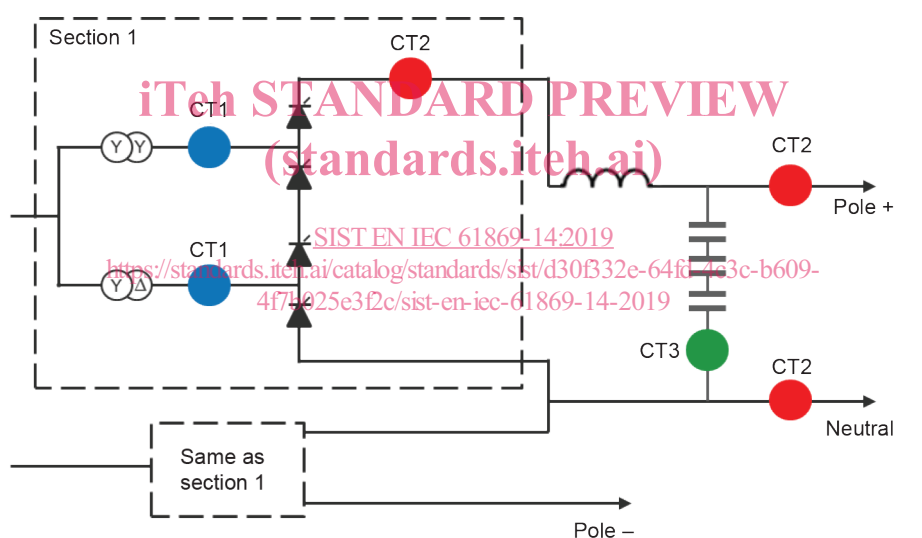 Section 1
CT2
iTeh STANDARD PREVIEW
CT1
(standards.iteh.ai)
Y Y
CT2
Pole +
SIST EN IEC 61869-14:2019
CT1
https://standards.iteh.ai/catalog/standards/sist/d30f332e-64fd-4c3c-b609-
Y Δ
4f7b025e3f2c/sist-en-iec-61869-14-2019
CT3
CT2
Neutral
Same as
section 1
Pole –